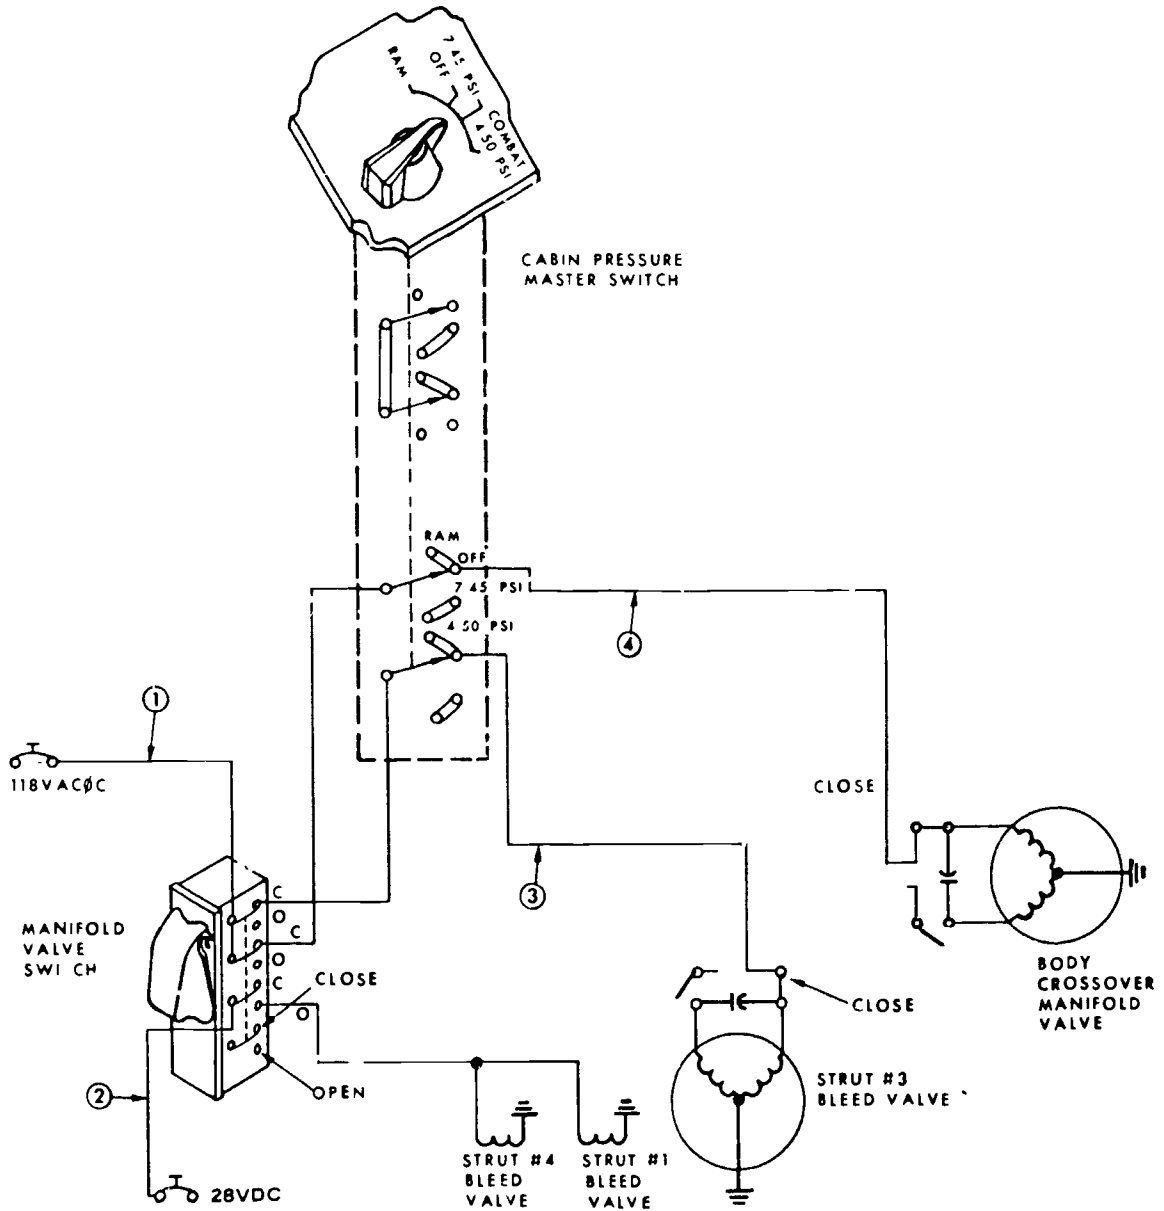 RAM
OFF
7 45 PSI
COMBAT
4 50 PSI
CABIN PRESSURE
MASTER SWITCH
RAM
OFF
7 45 PSI
4 50 PSI
4
1
118VACØC
CLOSE
3
C
O
C
O
C
O
MANIFOLD
VALVE
SWI CH
CLOSE
BODY
CROSSOVER
MANIFOLD
VALVE
CLOSE
2
OPEN
STRUT #3
BLEED VALVE
STRUT #4
BLEED
VALVE
STRUT #1
BLEED
VALVE
28VDC